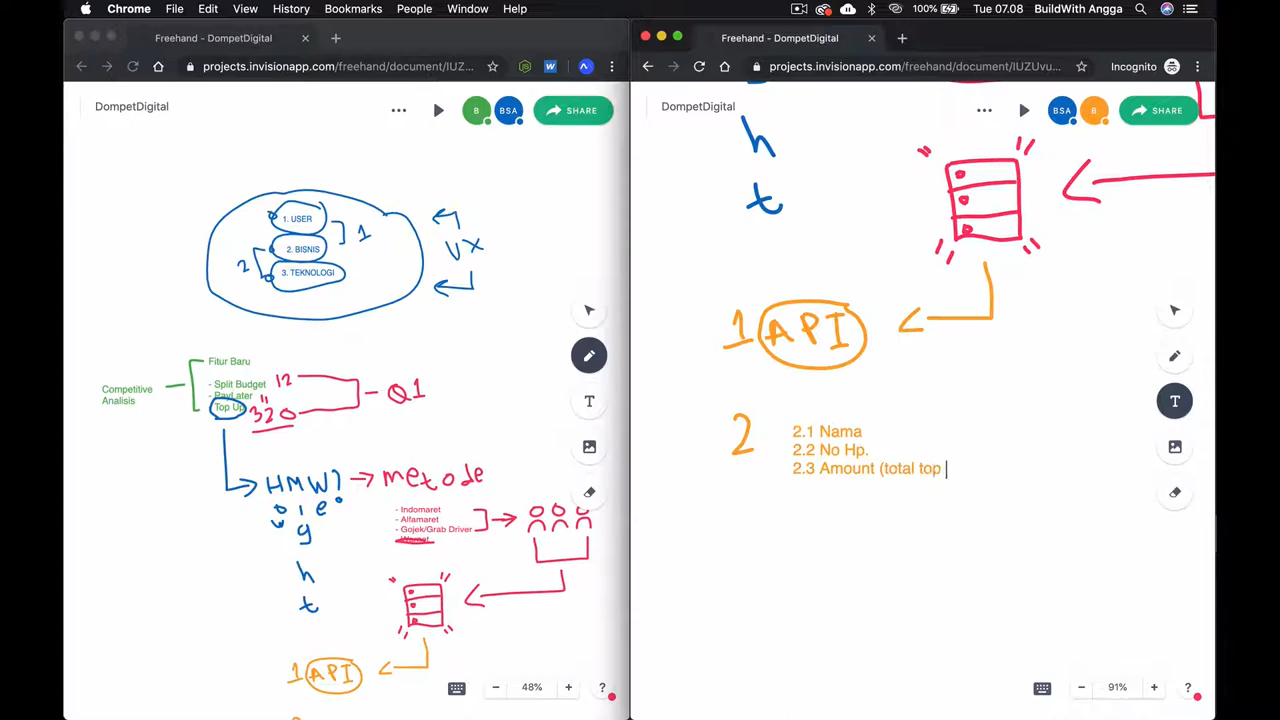 Chrome File Edit View History Bookmarks People Window Help 100% Tue 07.08 BuildWith Angga
Freehand - DompetDigital
projects.invisionapp.com/freehand/document/IUZ...
DompetDigital
B BSA SHARE
1. USER
2. BISNIS
3. TEKNOLOGI
1
2
UX
Competitive
Analisis
Fitur Baru
- Split Budget
- PayLater
- Top Up
12
11
320
Q1
HMW?
metode
g
h
t
- Indomaret
- Alfamaret
- Gojek/Grab Driver
1 API
48%
?
Freehand - DompetDigital
projects.invisionapp.com/freehand/document/IUZUvu...
Incognito
DompetDigital
BSA B SHARE
h
t
1 API
2
2.1 Nama
2.2 No Hp.
2.3 Amount (total top
91%
?